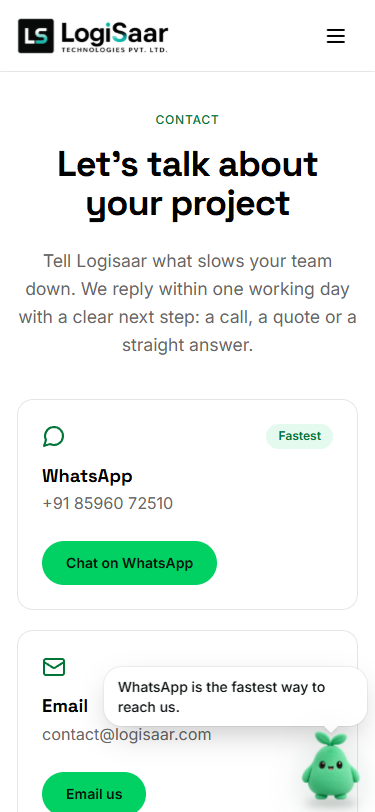 LS LogiSaar
TECHNOLOGIES PVT. LTD.
CONTACT
Let's talk about
your project
Tell Logisaar what slows your team
down. We reply within one working day
with a clear next step: a call, a quote or a
straight answer.
Fastest
WhatsApp
+91 85960 72510
Chat on WhatsApp
WhatsApp is the fastest way to
reach us.
Email
contact@logisaar.com
Email us